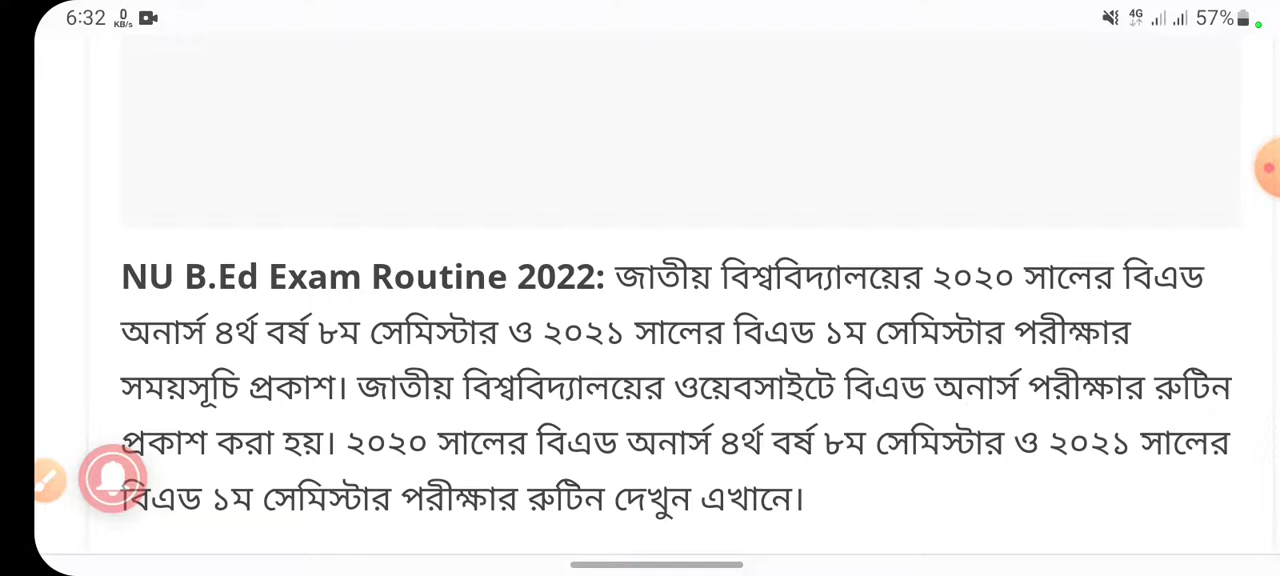 6:32 0 KB/s 4G 57%
NU B.Ed Exam Routine 2022: জাতীয় বিশ্ববিদ্যালয়ের ২০২০ সালের বিএড
অনার্স ৪র্থ বর্ষ ৮ম সেমিস্টার ও ২০২১ সালের বিএড ১ম সেমিস্টার পরীক্ষার
সময়সূচি প্রকাশ। জাতীয় বিশ্ববিদ্যালয়ের ওয়েবসাইটে বিএড অনার্স পরীক্ষার রুটিন
প্রকাশ করা হয়। ২০২০ সালের বিএড অনার্স ৪র্থ বর্ষ ৮ম সেমিস্টার ও ২০২১ সালের
বিএড ১ম সেমিস্টার পরীক্ষার রুটিন দেখুন এখানে।